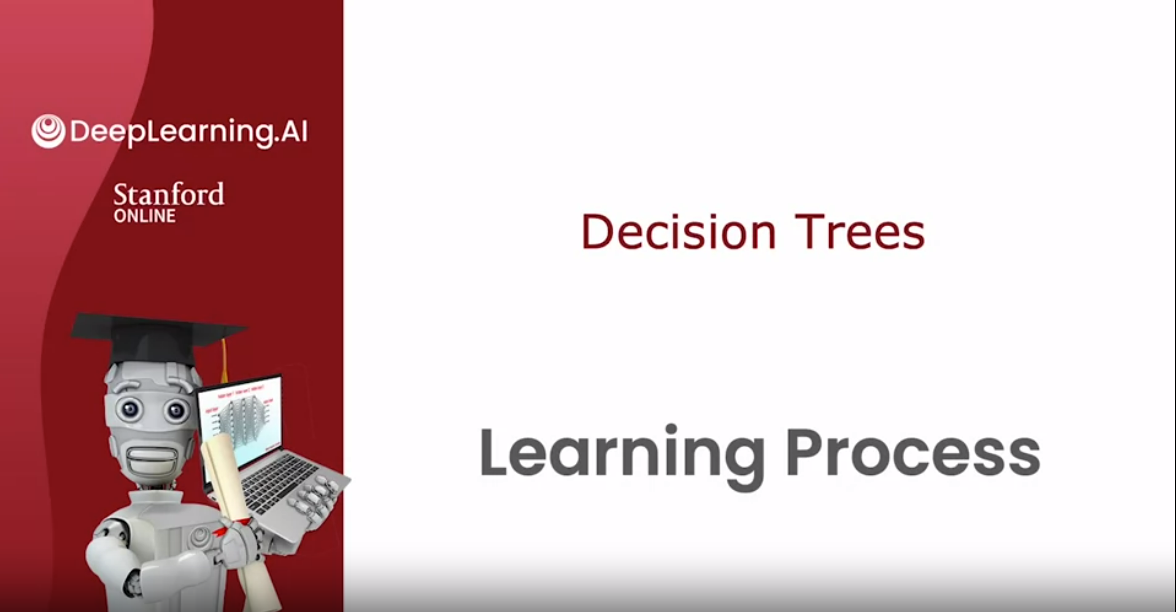 DeepLearning.AI
Stanford
ONLINE
Decision Trees
Learning Process